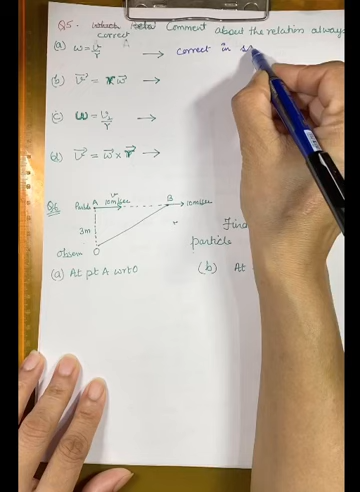 Q5- Comment about the relation always
correct
(a) ω = v/r → correct in
(b) v⃗ = r ω⃗ →
(c) ω = v⊥/r →
(d) v⃗ = ω⃗ × r⃗ →
Q6 A v 10m/sec B 10m/sec
3m Find
particle
Observer O
(a) At pt A wrt O (b) At